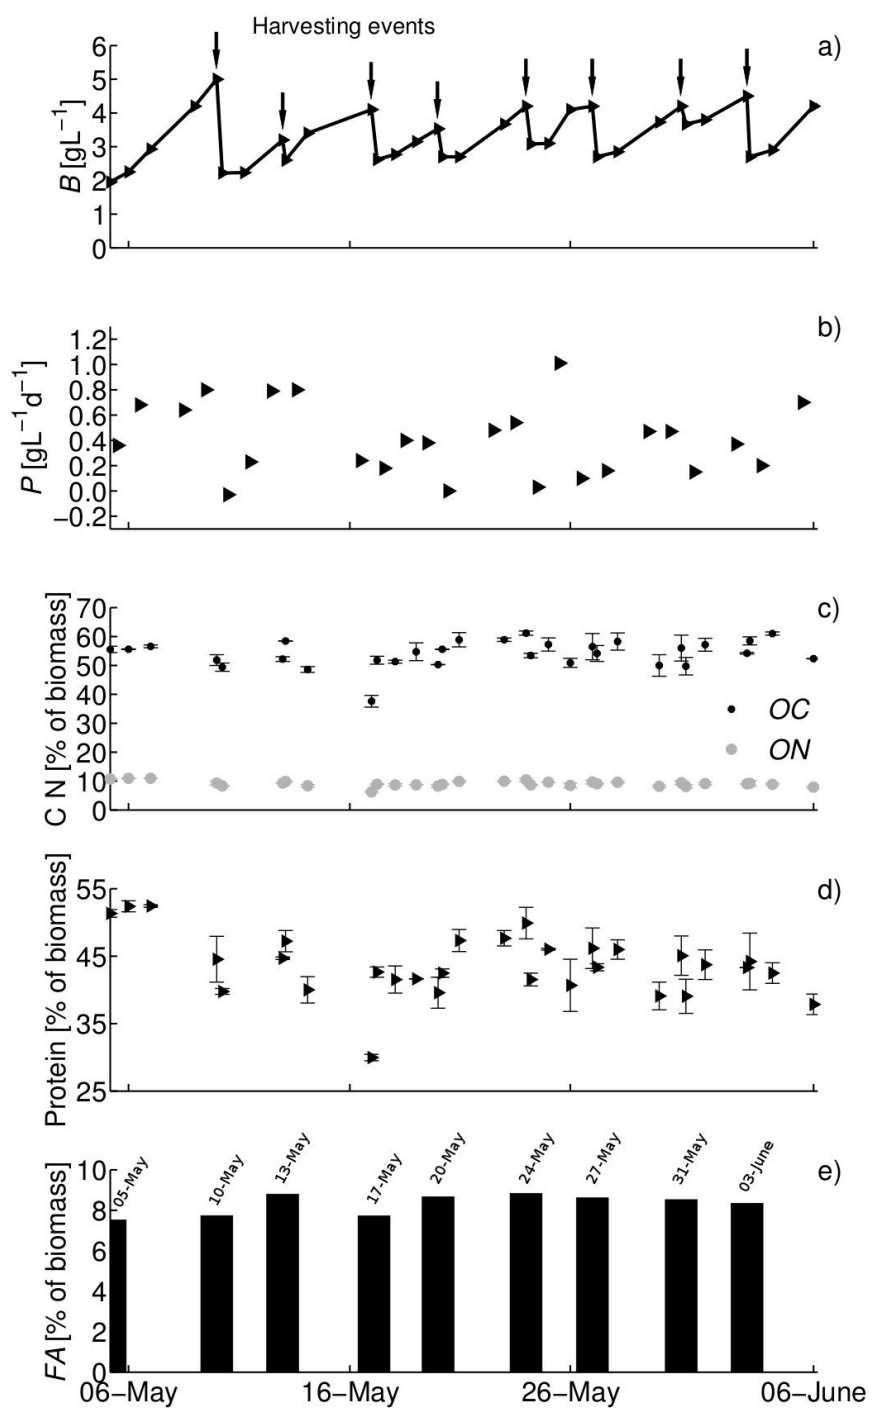 Harvesting events
a)
B [gL−1]
6
5
4
3
2
1
0
b)
P [gL−1d−1]
1.2
1.0
0.8
0.6
0.4
0.2
0.0
−0.2
c)
C N [% of biomass]
70
60
50
40
30
20
10
0
OC
ON
d)
Protein [% of biomass]
55
45
35
25
e)
FA [% of biomass]
10
8
6
4
2
0
05-May
10-May
13-May
17-May
20-May
24-May
27-May
31-May
03-June
06−May 16−May 26−May 06−June